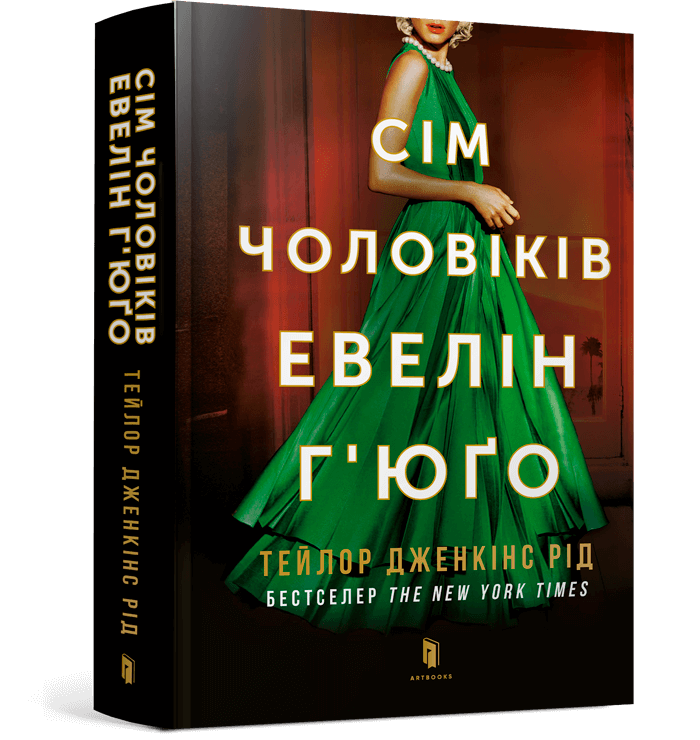 СІМ ЧОЛОВІКІВ
ЕВЕЛІН Г'ЮҐО
ТЕЙЛОР ДЖЕНКІНС РІД
СІМ
ЧОЛОВІКІВ
ЕВЕЛІН
Г'ЮҐО
ТЕЙЛОР ДЖЕНКІНС РІД
БЕСТСЕЛЕР THE NEW YORK TIMES
ARTBOOKS